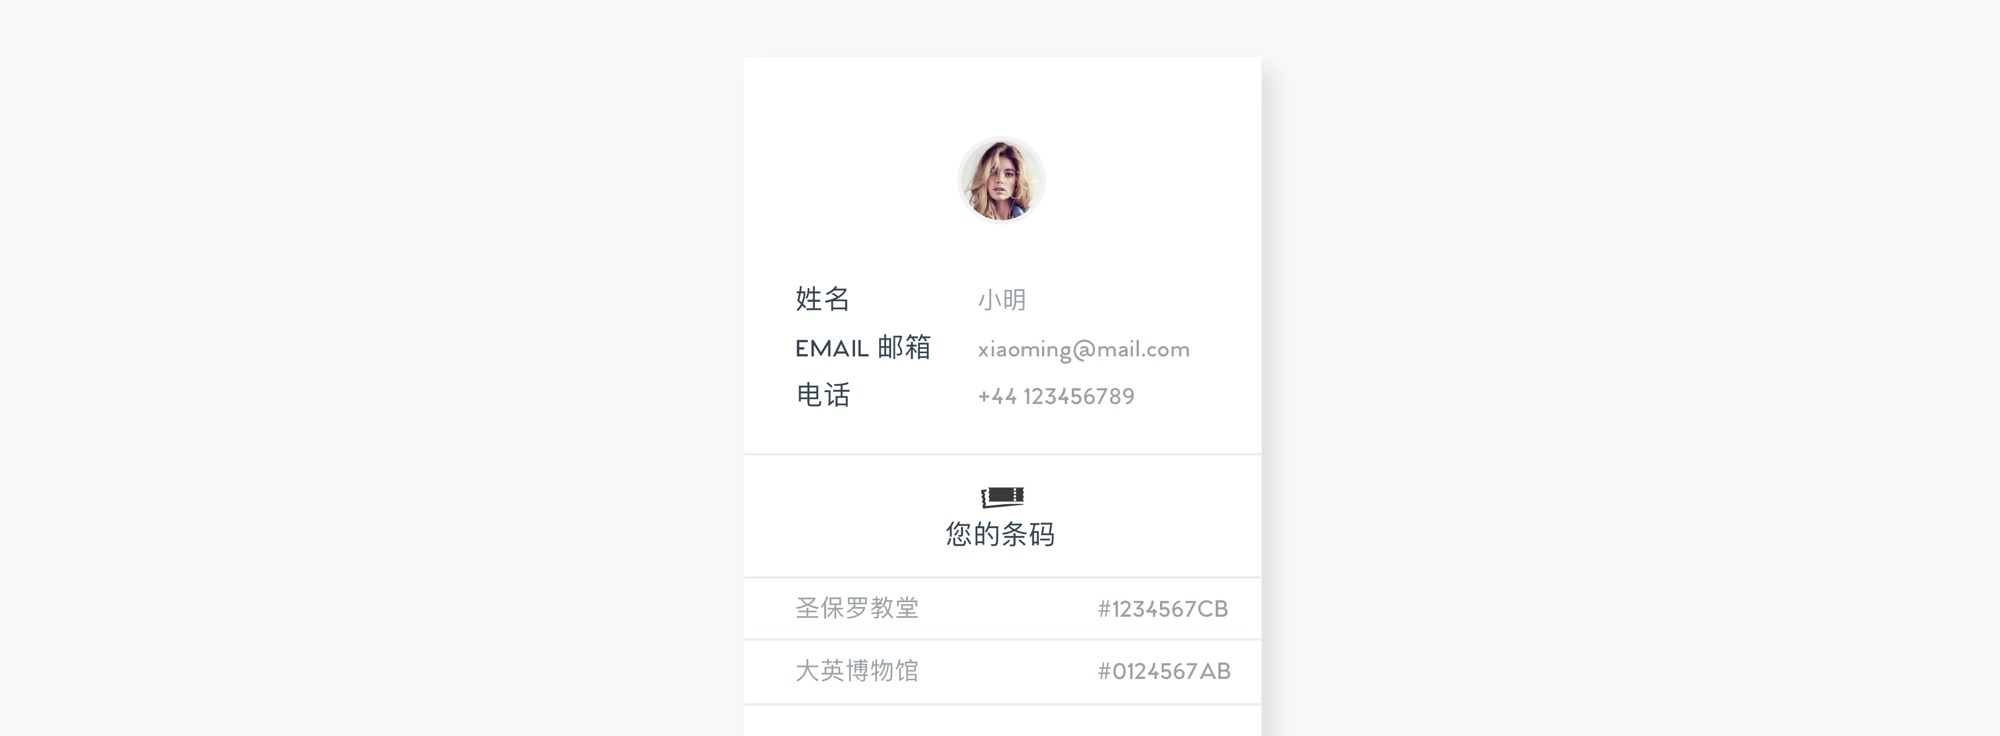 姓名 小明
EMAIL 邮箱 xiaoming@mail.com
电话 +44 123456789
您的条码
圣保罗教堂 #1234567CB
大英博物馆 #0124567AB